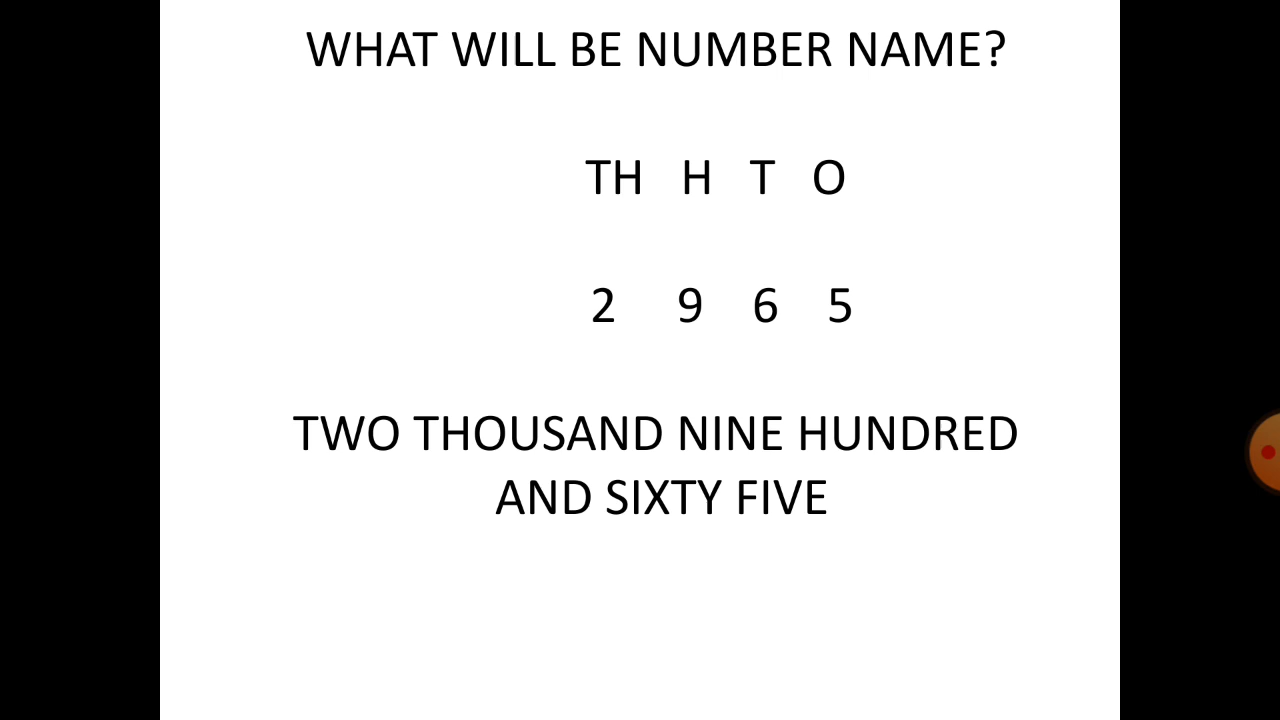 WHAT WILL BE NUMBER NAME?
TH H T O
2 9 6 5
TWO THOUSAND NINE HUNDRED
AND SIXTY FIVE